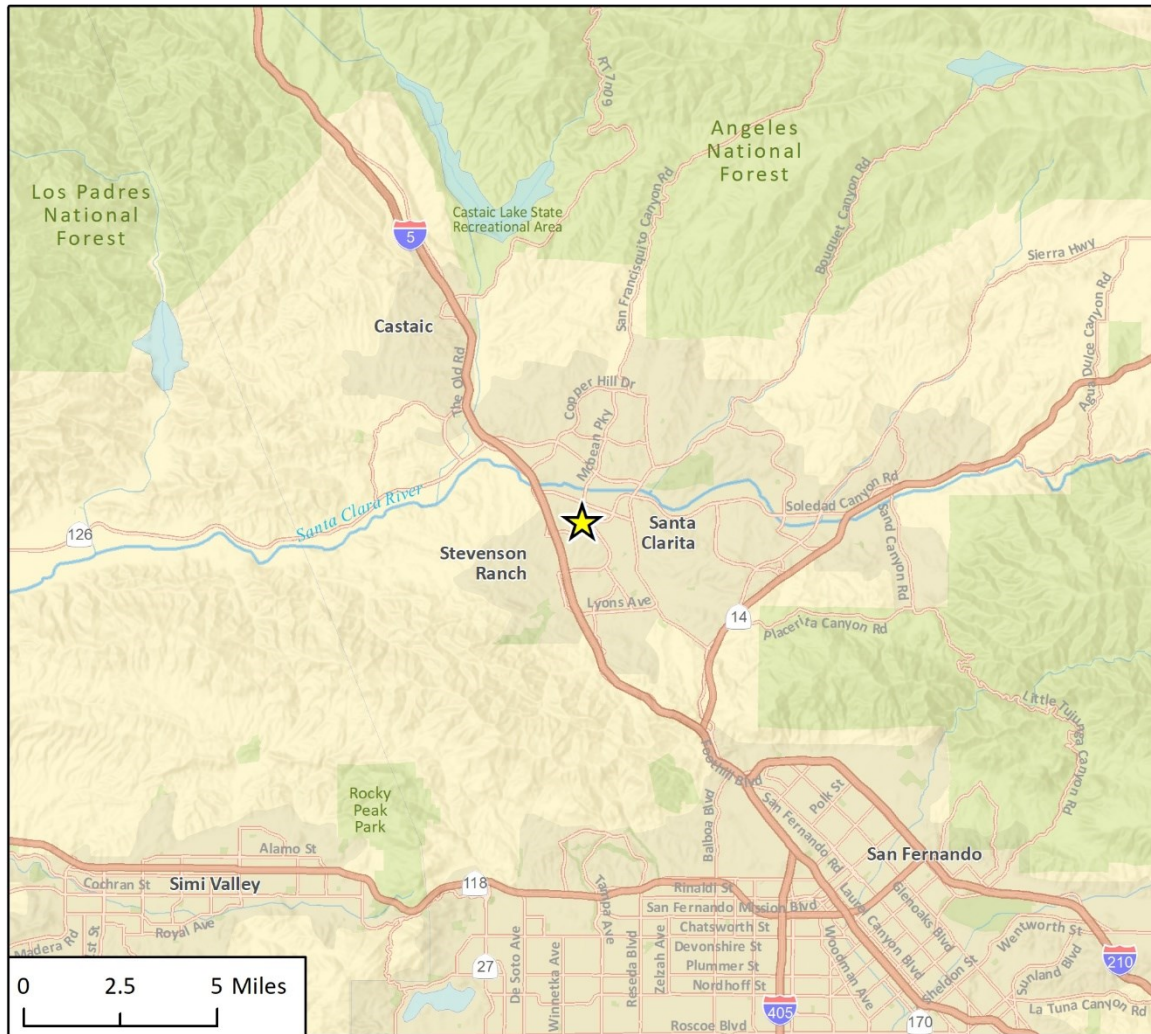 RT 7n09
Angeles
National
Forest
Los Padres
National
Forest
Castaic Lake State
Recreational Area
5
San Francisquito Canyon Rd
Bouquet Canyon Rd
Sierra Hwy
Agua Dulce Canyon Rd
Castaic
The Old Rd
Copper Hill Dr
Mcbean Pky
Santa Clara River
126
Soledad Canyon Rd
Sand Canyon Rd
Santa
Clarita
Stevenson
Ranch
Lyons Ave
14
Placerita Canyon Rd
Little Tujunga Canyon Rd
Foothill Blvd
Rocky
Peak
Park
Balboa Blvd
San Fernando Rd
Polk St
San Fernando
Alamo St
Cochran St
Simi Valley
118
Tampa Ave
Rinaldi St
San Fernando Mission Blvd
Laurel Canyon Blvd
Glenoaks Blvd
Royal Ave
Madera Rd
st St
Chatsworth St
Devonshire St
Plummer St
Nordhoff St
Roscoe Blvd
27
De Soto Ave
Winnetka Ave
Reseda Blvd
Zelzah Ave
Woodman Ave
Sheldon St
Wentworth St
Sunland Blvd
210
La Tuna Canyon Rd
405
170
0 2.5 5 Miles